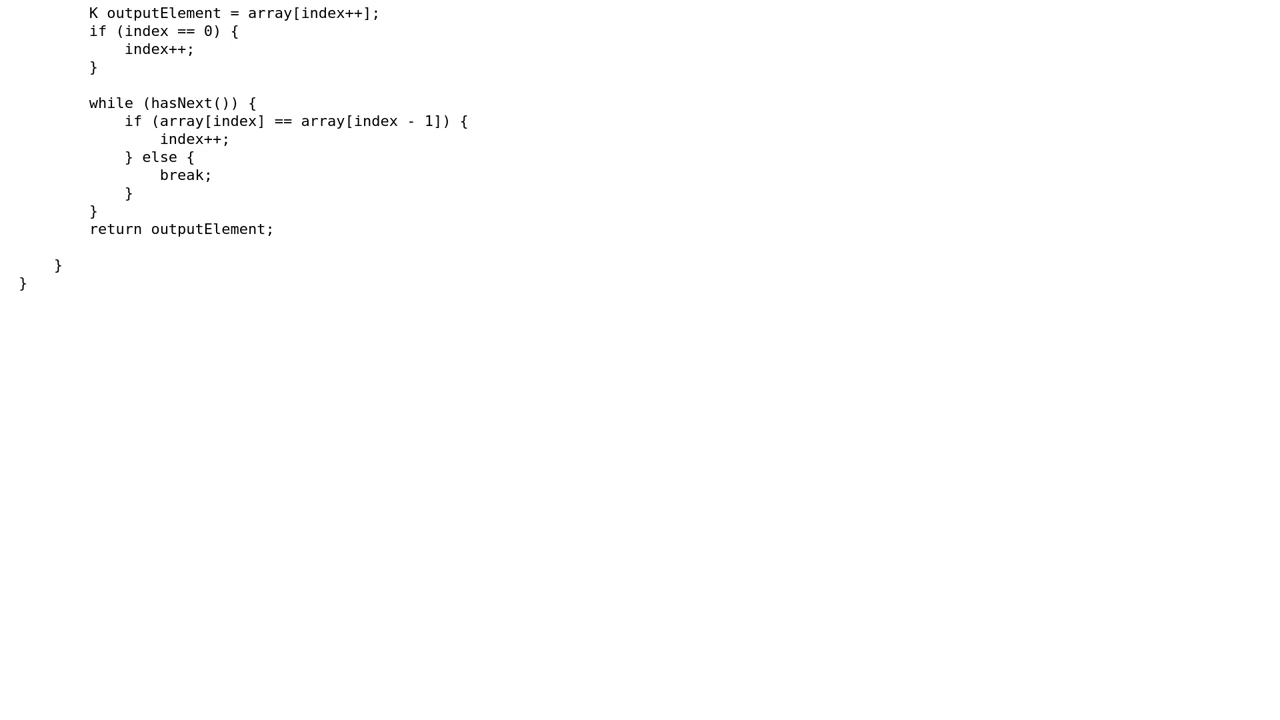 K outputElement = array[index++];
        if (index == 0) {
            index++;
        }

        while (hasNext()) {
            if (array[index] == array[index - 1]) {
                index++;
            } else {
                break;
            }
        }
        return outputElement;

    }
}